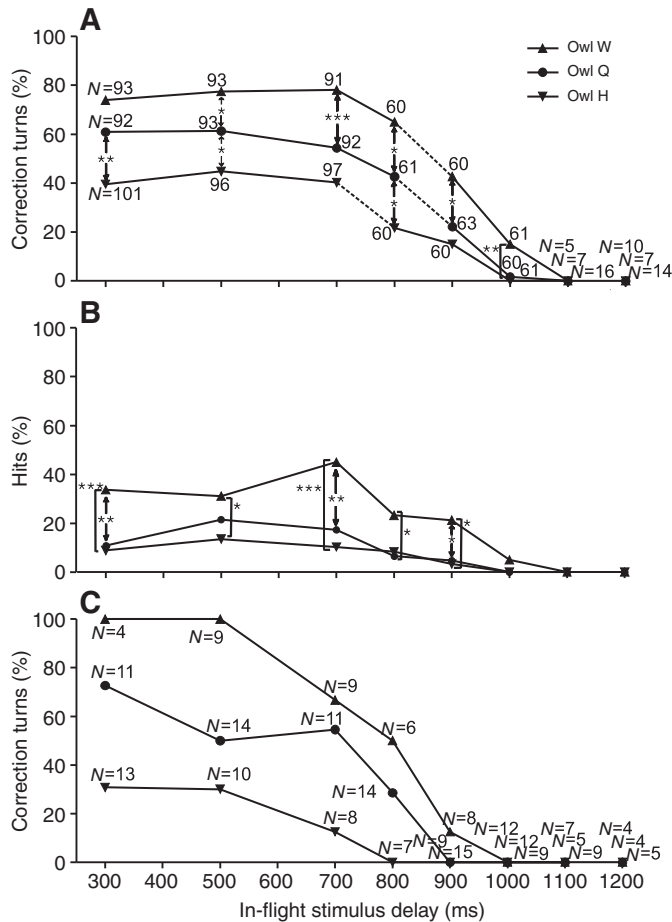 A
100
80
60
40
20
0
Correction turns (%)
Owl W
Owl Q
Owl H
N=93
93
91
60
60
61
N=5
N=10
N=92
93
92
61
63
60
61
N=7
N=7
N=101
96
97
60
60
N=16
N=14
**
*
*
***
*
*
*
**
B
100
80
60
40
20
0
Hits (%)
***
**
*
***
**
*
*
*
C
100
80
60
40
20
0
Correction turns (%)
N=4
N=9
N=9
N=6
N=8
N=12
N=7
N=4
N=11
N=14
N=11
N=14
N=9
N=12
N=5
N=4
N=13
N=10
N=8
N=7
N=15
N=9
N=9
N=5
300 400 500 600 700 800 900 1000 1100 1200
In-flight stimulus delay (ms)